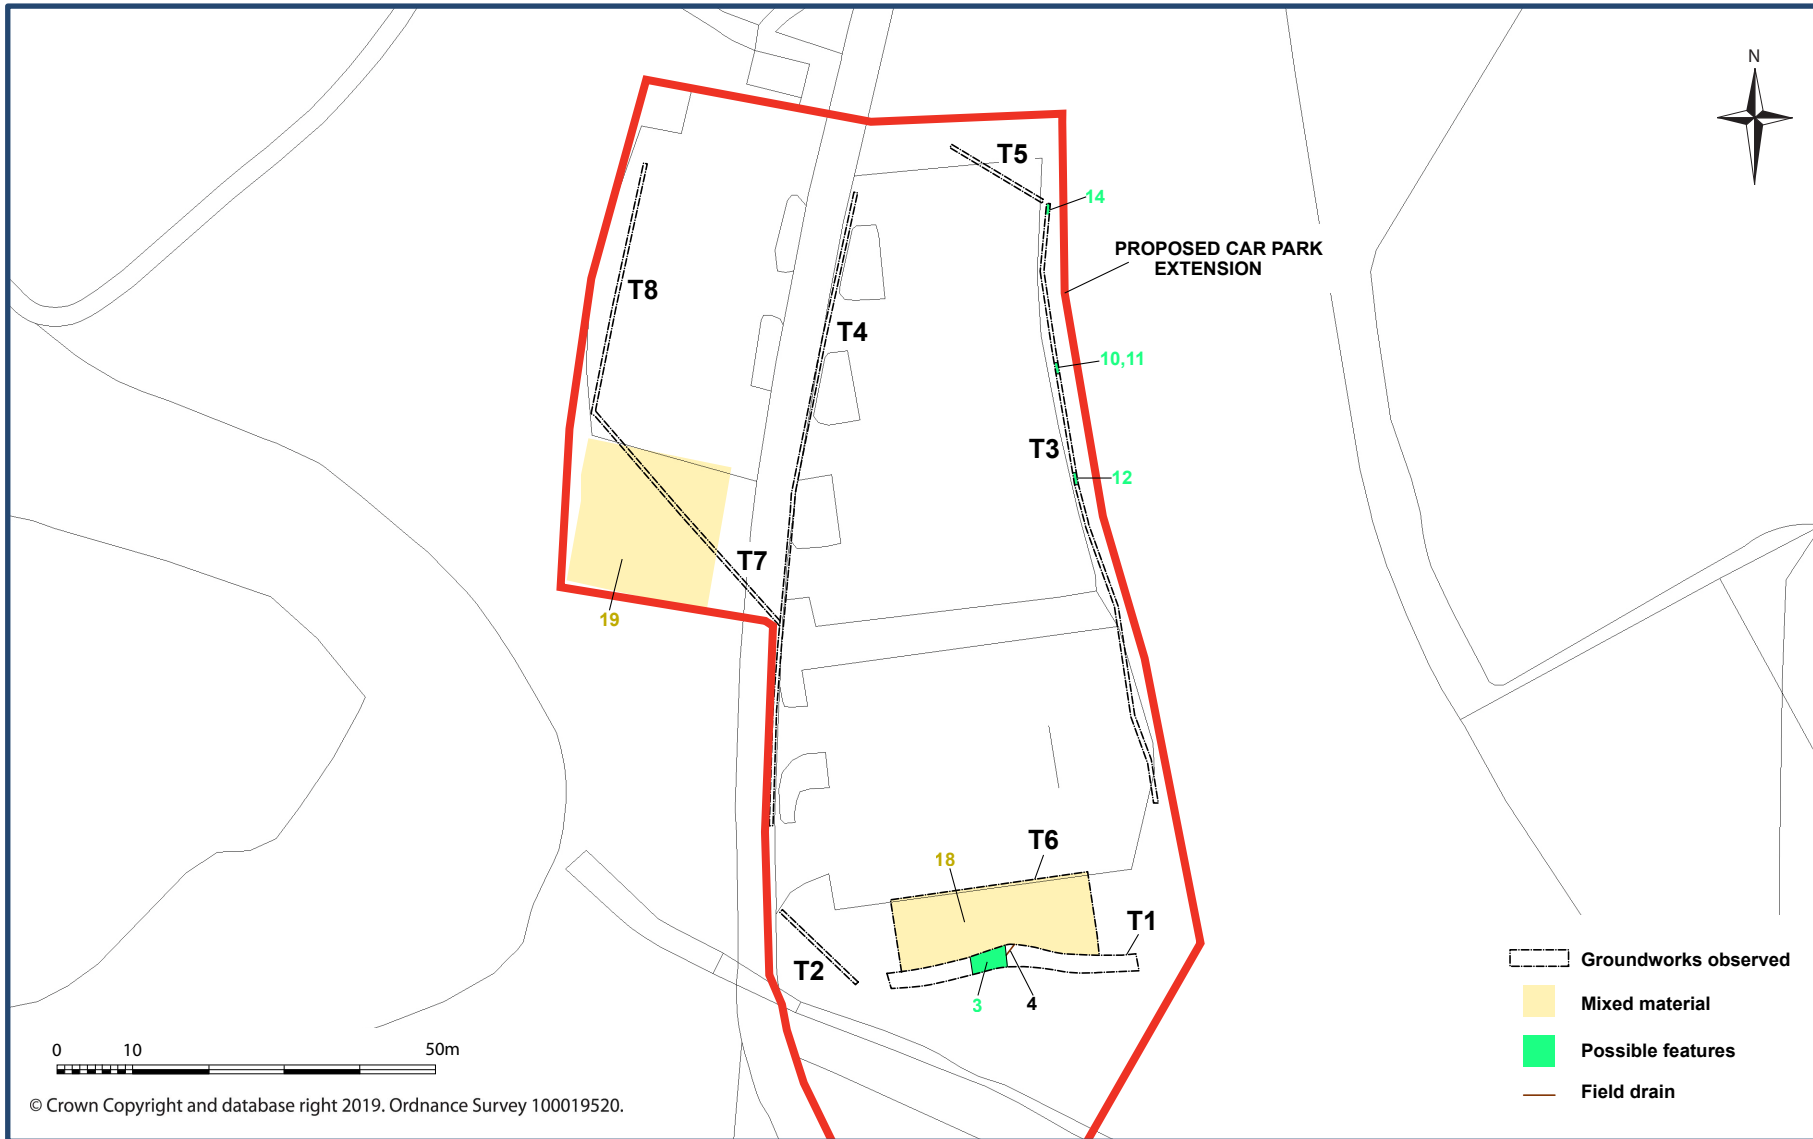 N
T5
14
PROPOSED CAR PARK
EXTENSION
T8
T4
10,11
T3
12
T7
19
T6
18
T1
T2
3
4
Groundworks observed
Mixed material
Possible features
Field drain
0 10 50m
© Crown Copyright and database right 2019. Ordnance Survey 100019520.